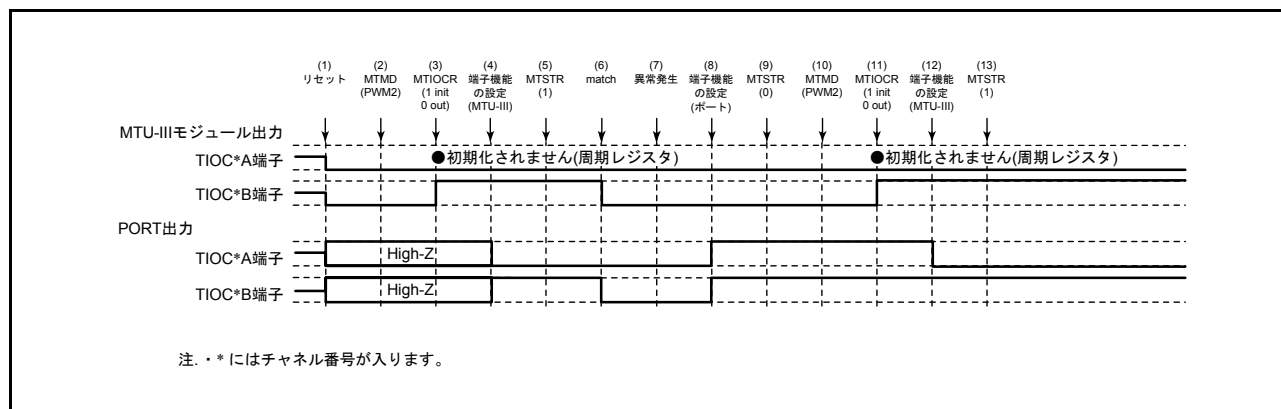 (1) (2) (3) (4) (5) (6) (7) (8) (9) (10) (11) (12) (13)
リセット MTMD MTIOCR 端子機能 MTSTR match 異常発生 端子機能 MTSTR MTMD MTIOCR 端子機能 MTSTR
(PWM2) (1 init の設定 (1) の設定 (0) (PWM2) (1 init の設定 (1)
0 out) (MTU-III) (ポート) 0 out) (MTU-III)
MTU-IIIモジュール出力
TIOC*A端子 ●初期化されません(周期レジスタ) ●初期化されません(周期レジスタ)
TIOC*B端子
PORT出力
TIOC*A端子 High-Z
TIOC*B端子 High-Z
注. ・* にはチャネル番号が入ります。